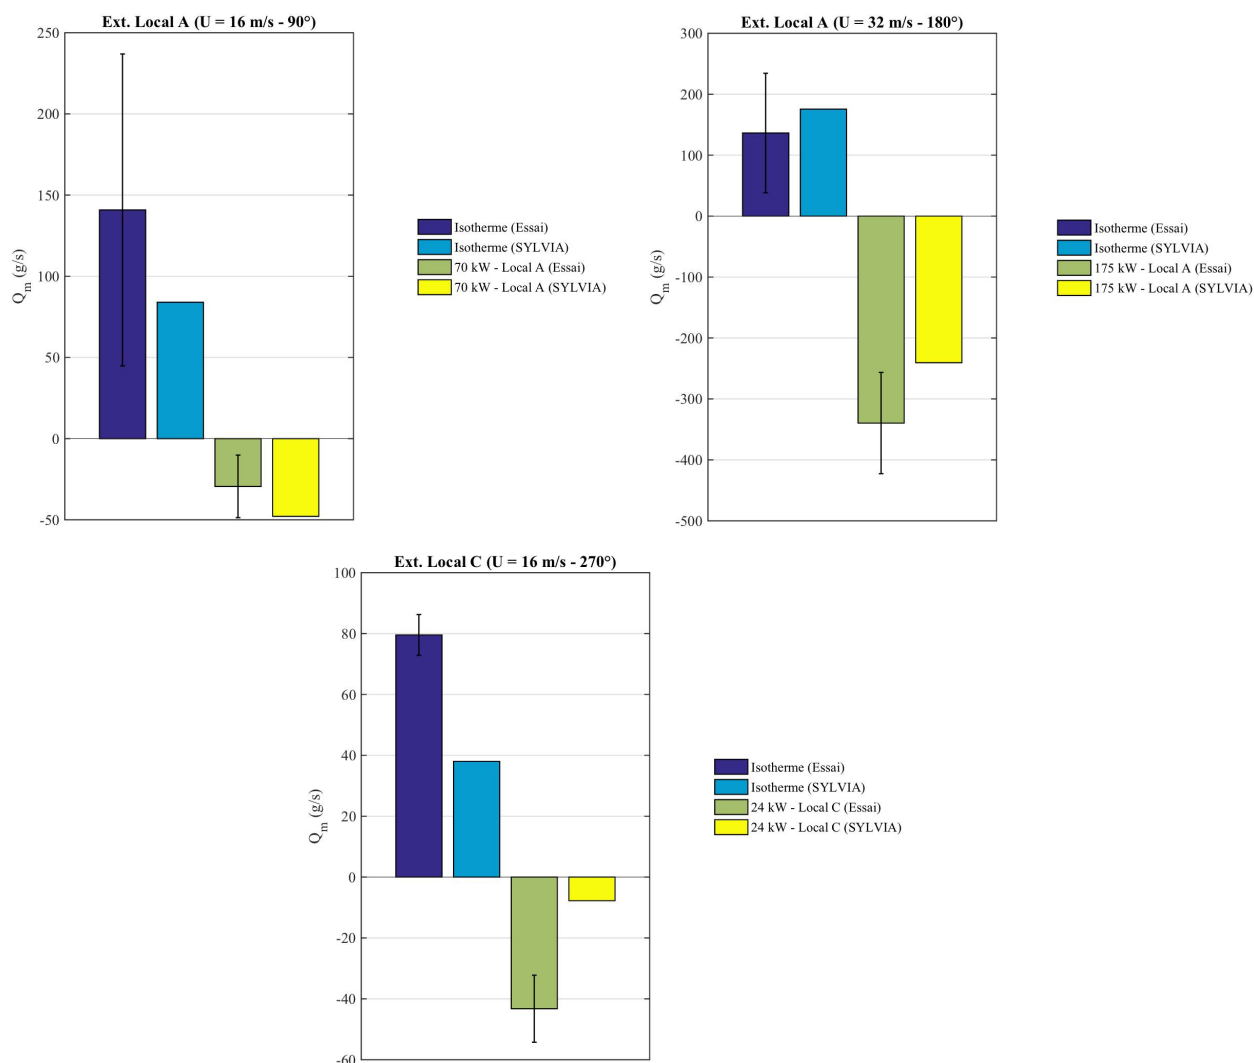 Ext. Local A (U = 16 m/s - 90°)
250
200
150
100
50
0
-50
Q_m (g/s)
Isotherme (Essai)
Isotherme (SYLVIA)
70 kW - Local A (Essai)
70 kW - Local A (SYLVIA)
Ext. Local A (U = 32 m/s - 180°)
300
200
100
0
-100
-200
-300
-400
-500
Q_m (g/s)
Isotherme (Essai)
Isotherme (SYLVIA)
175 kW - Local A (Essai)
175 kW - Local A (SYLVIA)
Ext. Local C (U = 16 m/s - 270°)
100
80
60
40
20
0
-20
-40
-60
Q_m (g/s)
Isotherme (Essai)
Isotherme (SYLVIA)
24 kW - Local C (Essai)
24 kW - Local C (SYLVIA)